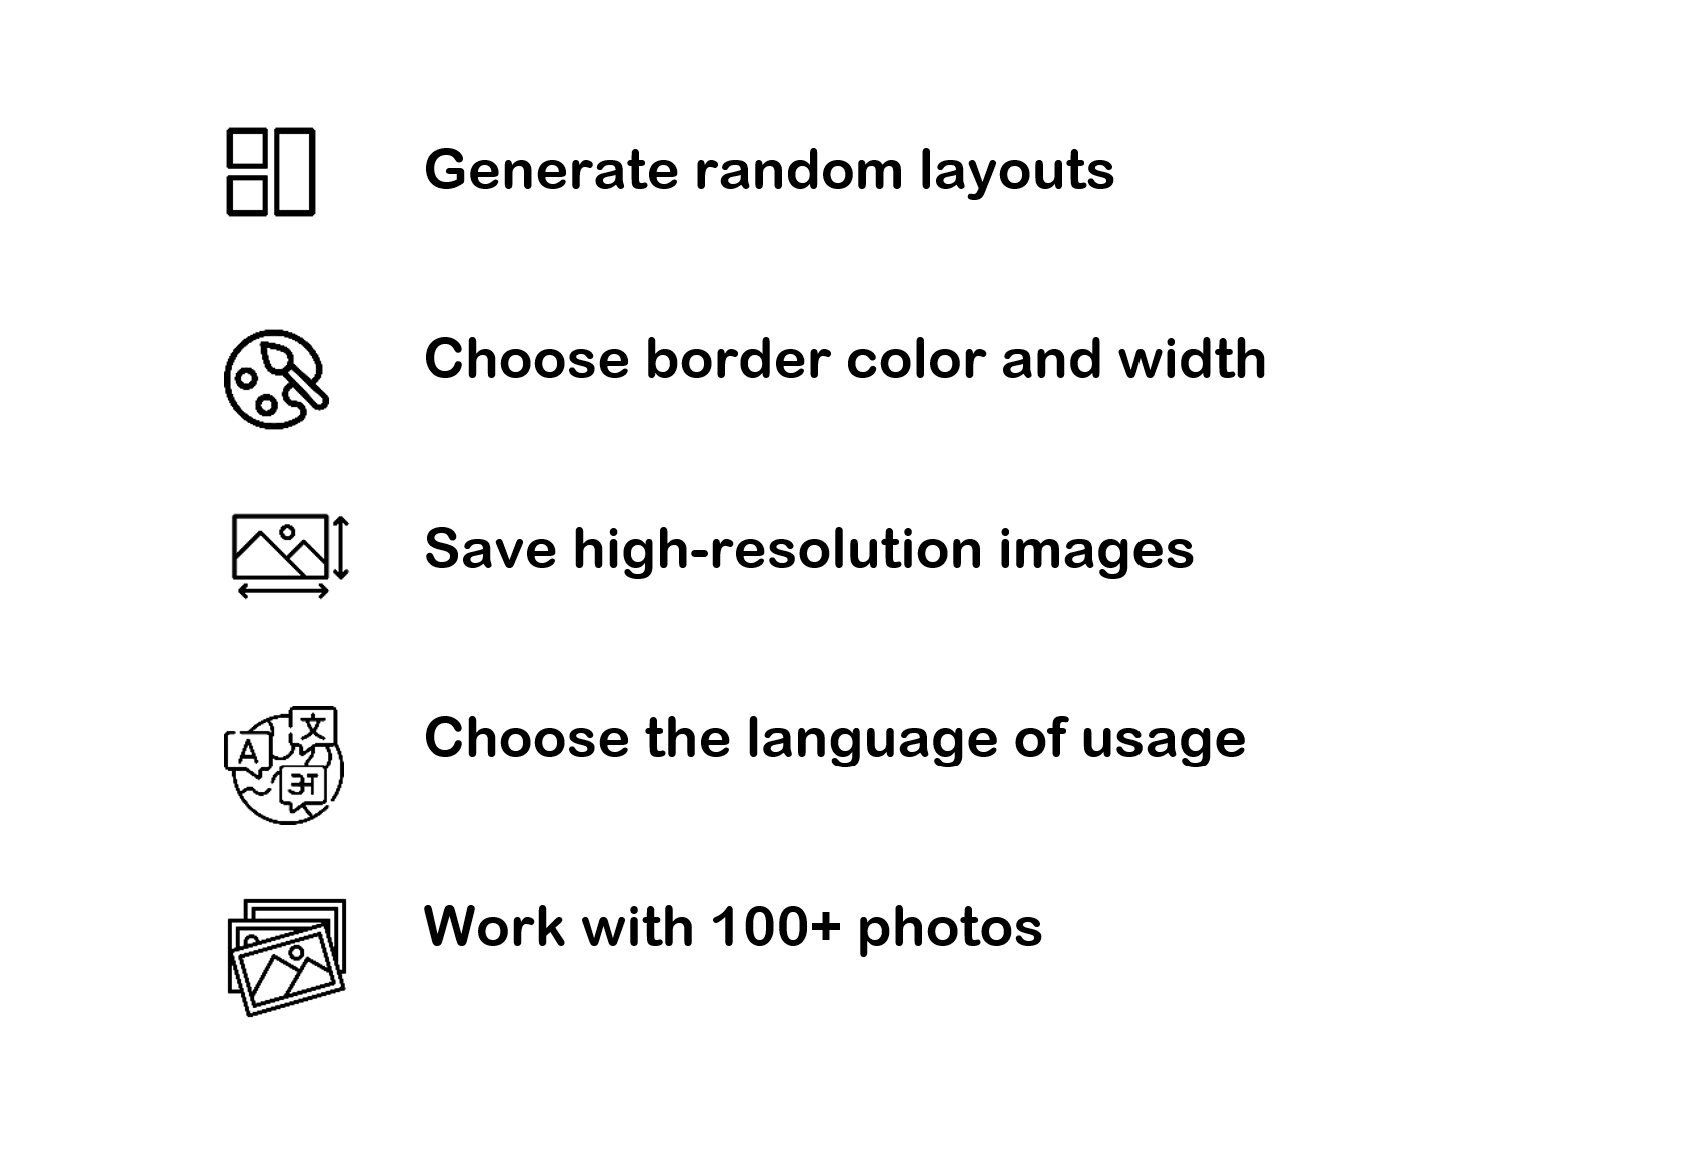 Generate random layouts
Choose border color and width
Save high-resolution images
文
A
अ
Choose the language of usage
Work with 100+ photos